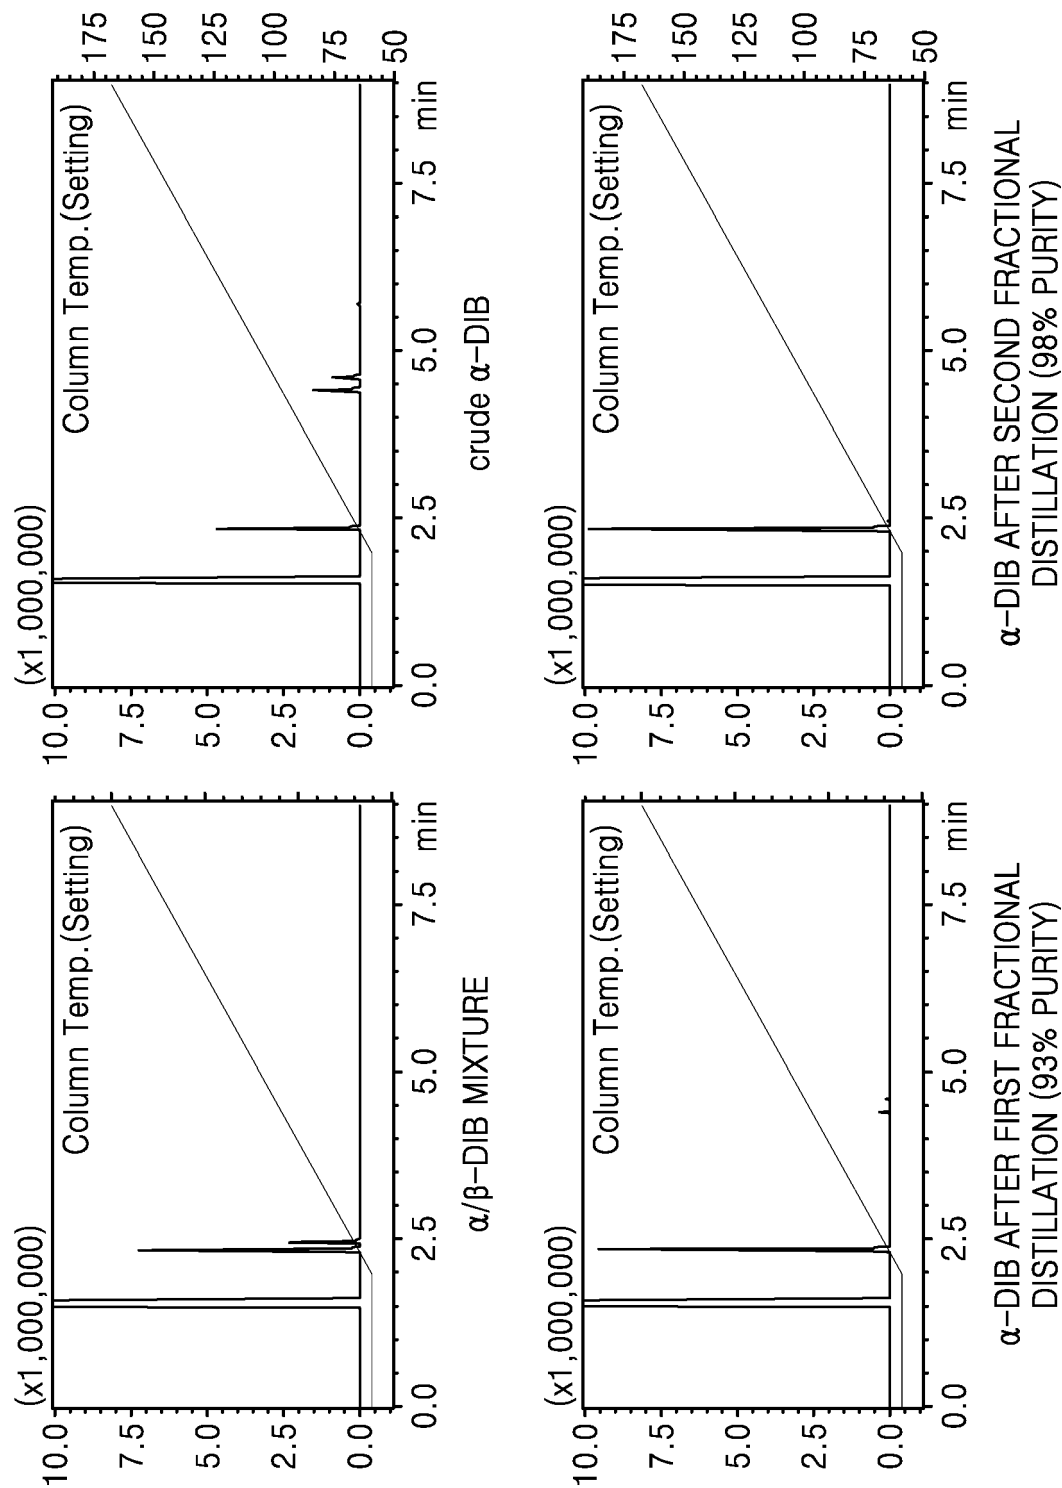 (x1,000,000)
10.0
7.5
5.0
2.5
0.0
Column Temp.(Setting)
0.0 2.5 5.0 7.5 min
α/β-DIB MIXTURE
(x1,000,000)
10.0
7.5
5.0
2.5
0.0
Column Temp.(Setting)
175
150
125
100
75
50
0.0 2.5 5.0 7.5 min
crude α-DIB
(x1,000,000)
10.0
7.5
5.0
2.5
0.0
Column Temp.(Setting)
0.0 2.5 5.0 7.5 min
α-DIB AFTER FIRST FRACTIONAL
DISTILLATION (93% PURITY)
(x1,000,000)
10.0
7.5
5.0
2.5
0.0
Column Temp.(Setting)
175
150
125
100
75
50
0.0 2.5 5.0 7.5 min
α-DIB AFTER SECOND FRACTIONAL
DISTILLATION (98% PURITY)